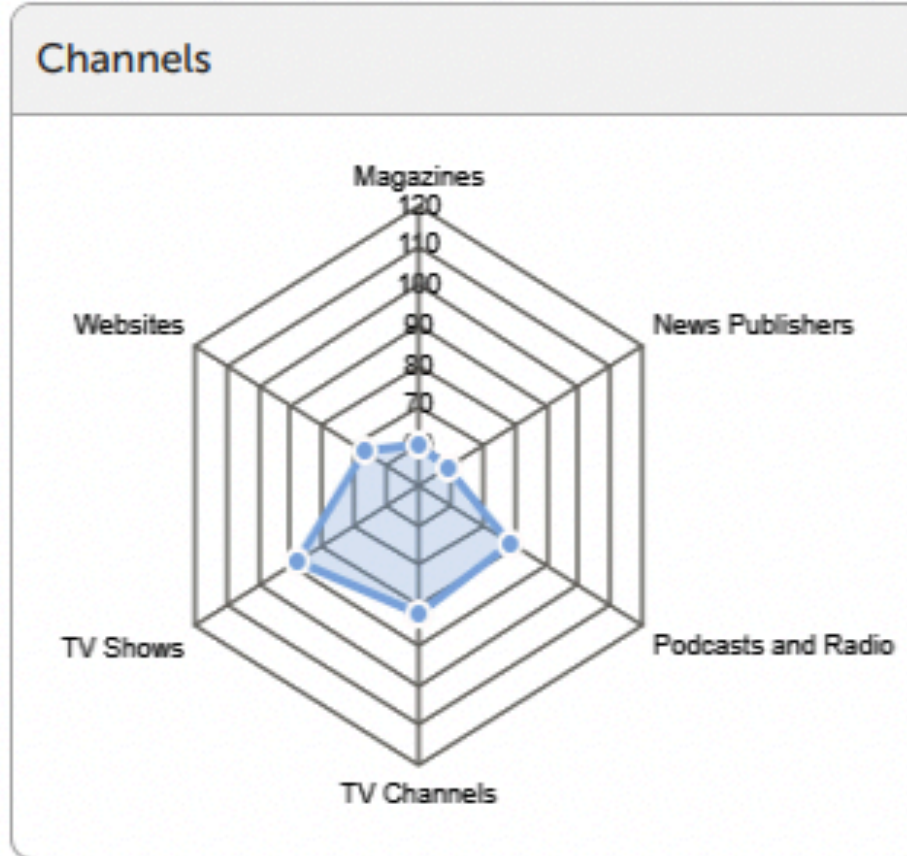 Channels
Magazines
120
110
100
90
80
70
Websites
News Publishers
TV Shows
Podcasts and Radio
TV Channels